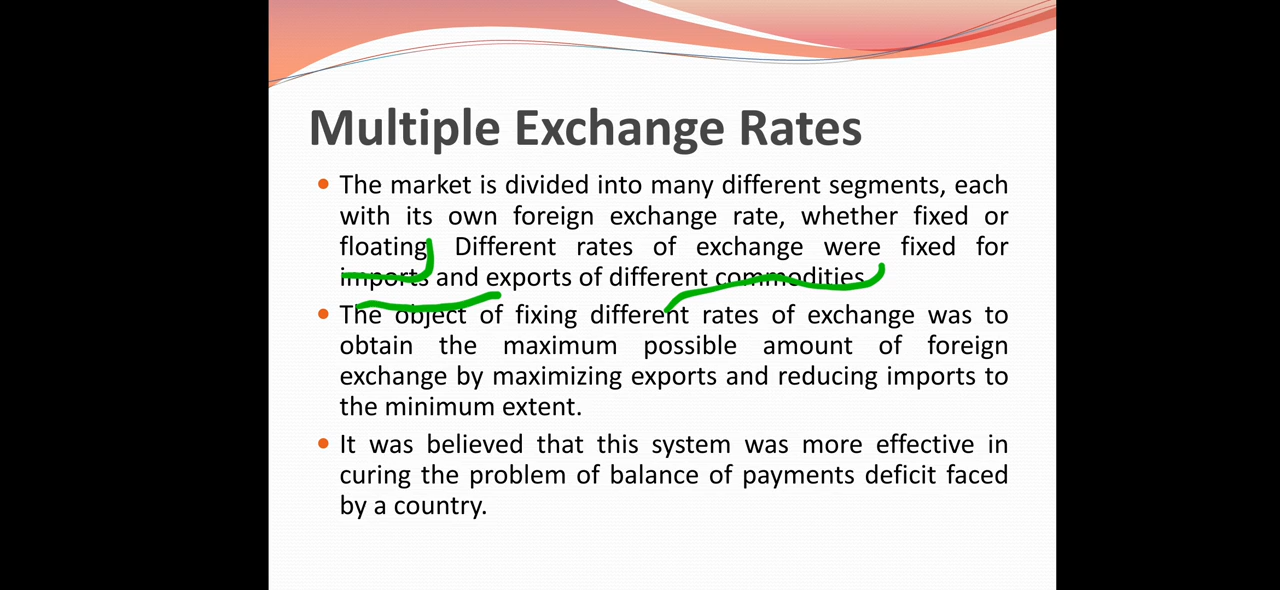 Multiple Exchange Rates
• The market is divided into many different segments, each
with its own foreign exchange rate, whether fixed or
floating. Different rates of exchange were fixed for
imports and exports of different commodities.
• The object of fixing different rates of exchange was to
obtain the maximum possible amount of foreign
exchange by maximizing exports and reducing imports to
the minimum extent.
• It was believed that this system was more effective in
curing the problem of balance of payments deficit faced
by a country.